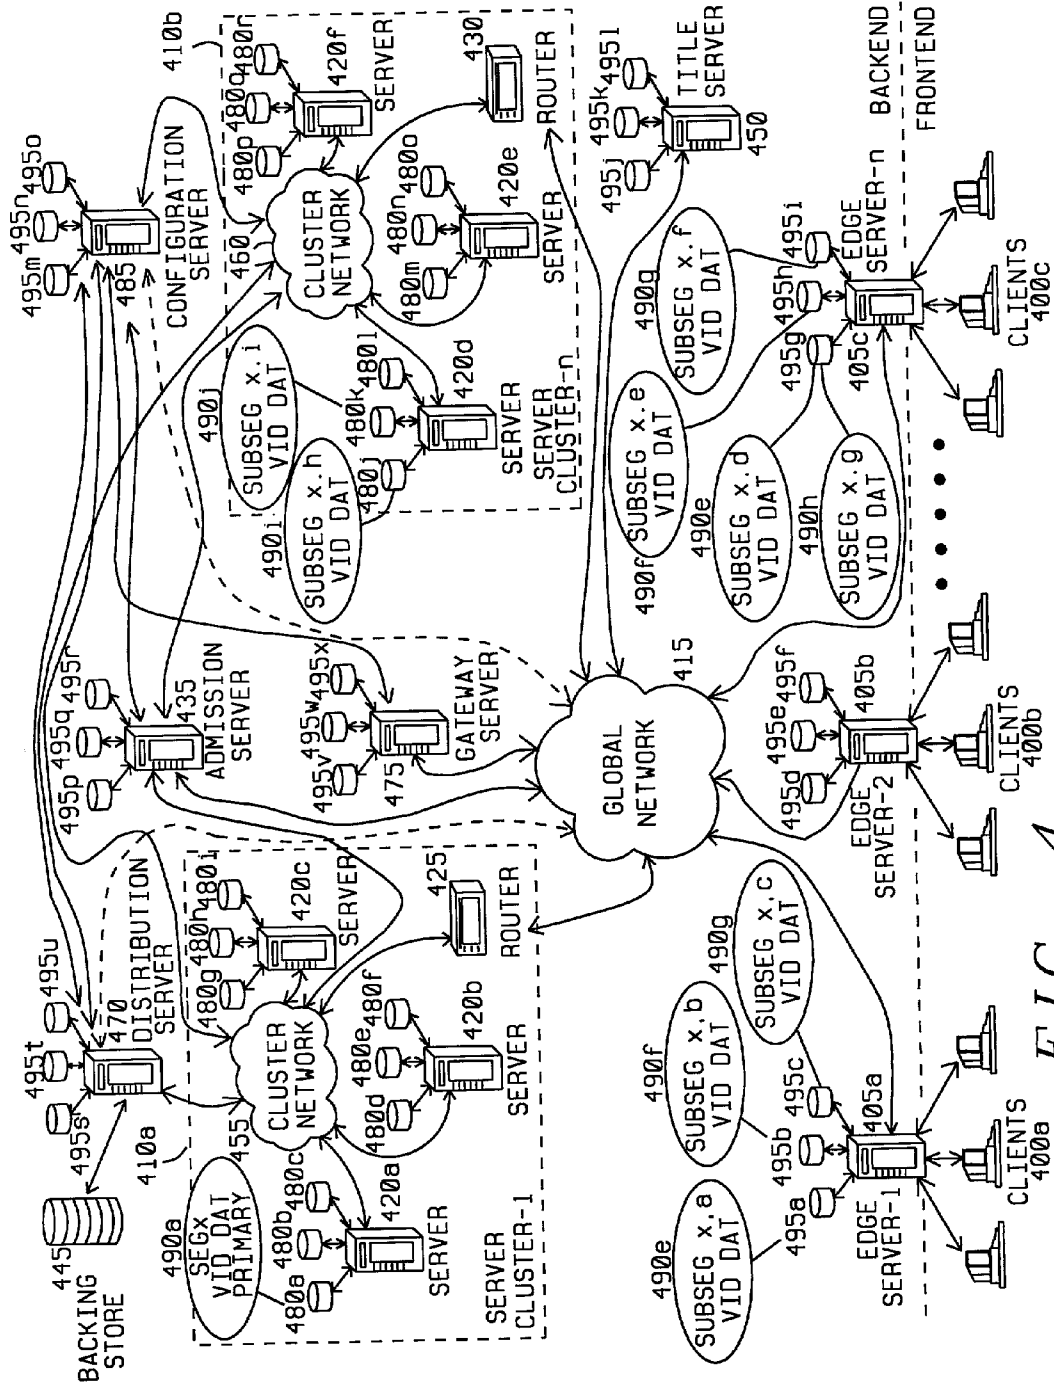 BACKING
STORE
445
495s
495t
495u
470
DISTRIBUTION
SERVER
495p
495q
495r
435
ADMISSION
SERVER
495m
495n
495o
485
CONFIGURATION
SERVER
410a
490a
SEGx
VID DAT
PRIMARY
480a
480b
480c
420a
SERVER
455
CLUSTER
NETWORK
480g
480h
480i
420c
SERVER
480d
480e
480f
420b
SERVER
425
ROUTER
SERVER
CLUSTER-1
495v
495w
495x
475
GATEWAY
SERVER
490i
SUBSEG x.h
VID DAT
490j
SUBSEG x.i
VID DAT
480j
480k
480l
420d
SERVER
SERVER
CLUSTER-n
460
CLUSTER
NETWORK
410b
480p
480q
480r
420f
SERVER
480m
480n
480o
420e
SERVER
430
ROUTER
GLOBAL
NETWORK
415
495j
495k
495l
TITLE
SERVER
450
490e
SUBSEG x,a
VID DAT
490f
SUBSEG x,b
VID DAT
490g
SUBSEG x,c
VID DAT
495a
495b
495c
EDGE
SERVER-1
405a
CLIENTS
400a
495d
495e
495f
EDGE
SERVER-2
405b
CLIENTS
400b
490f
SUBSEG x.e
VID DAT
490e
SUBSEG x.d
VID DAT
490h
SUBSEG x.g
VID DAT
490g
SUBSEG x.f
VID DAT
495g
495h
495i
EDGE
SERVER-n
405c
CLIENTS
400c
BACKEND
FRONTEND